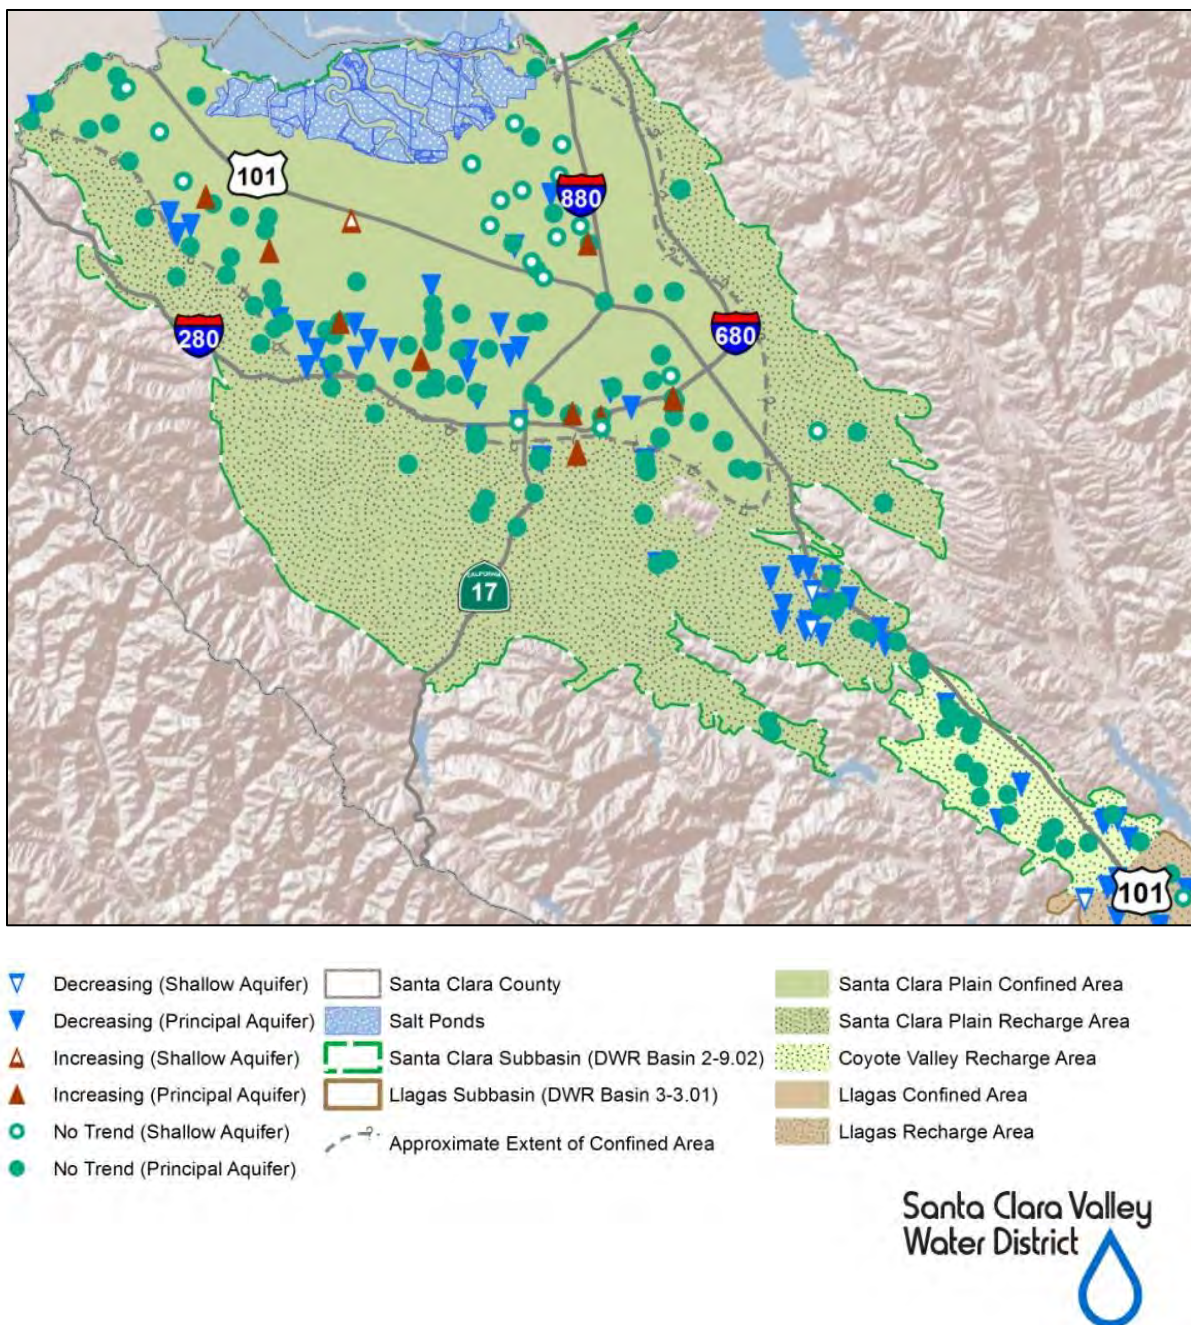 101
880
280
680
CALIFORNIA
17
101
Decreasing (Shallow Aquifer)
Decreasing (Principal Aquifer)
Increasing (Shallow Aquifer)
Increasing (Principal Aquifer)
No Trend (Shallow Aquifer)
No Trend (Principal Aquifer)
Santa Clara County
Salt Ponds
Santa Clara Subbasin (DWR Basin 2-9.02)
Llagas Subbasin (DWR Basin 3-3.01)
Approximate Extent of Confined Area
Santa Clara Plain Confined Area
Santa Clara Plain Recharge Area
Coyote Valley Recharge Area
Llagas Confined Area
Llagas Recharge Area
Santa Clara Valley
Water District